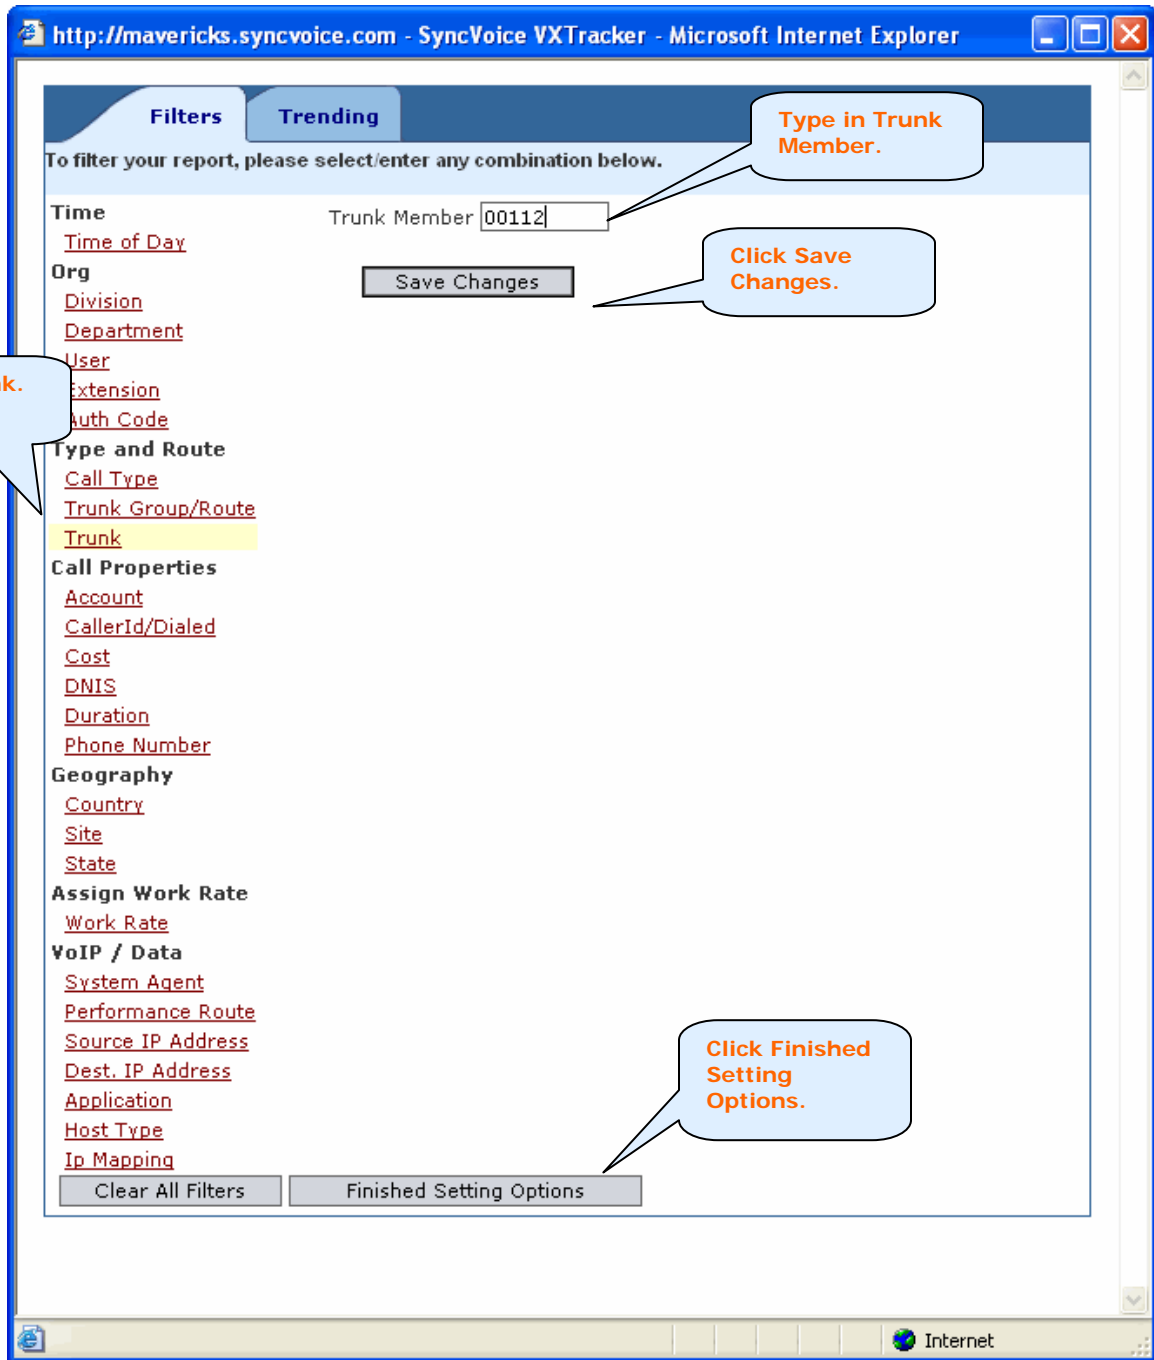 http://mavericks.syncvoice.com - SyncVoice VXTracker - Microsoft Internet Explorer
Filters
Trending
Type in Trunk
Member.
To filter your report, please select/enter any combination below.
Time
Trunk Member 00112
Time of Day
Click Save
Changes.
Org
Save Changes
Division
Department
User
Extension
Auth Code
Type and Route
Call Type
Trunk Group/Route
Trunk
Call Properties
Account
CallerId/Dialed
Cost
DNIS
Duration
Phone Number
Geography
Country
Site
State
Assign Work Rate
Work Rate
VoIP / Data
System Agent
Performance Route
Source IP Address
Dest. IP Address
Application
Host Type
Ip Mapping
Click Finished
Setting
Options.
Clear All Filters
Finished Setting Options
Internet